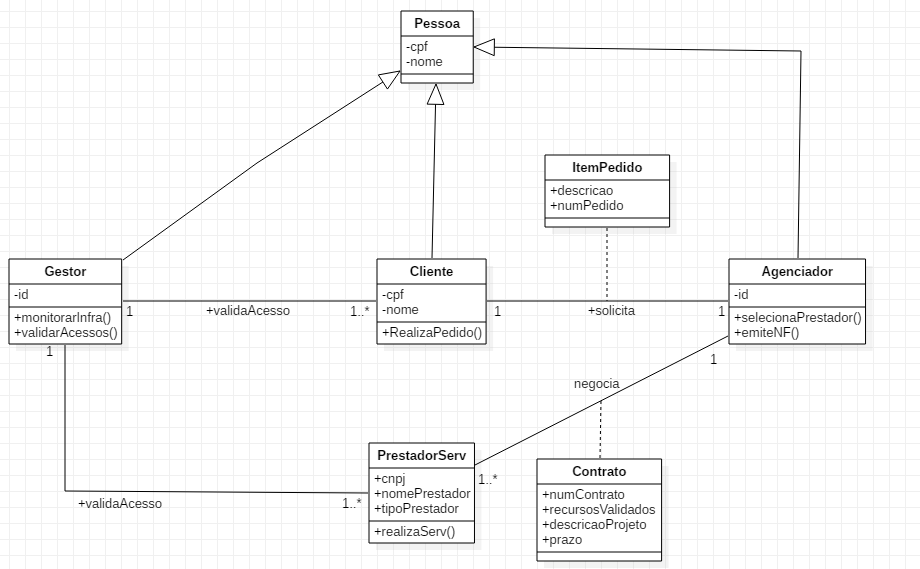 Pessoa
-cpf
-nome
ItemPedido
+descricao
+numPedido
Gestor
-id
+monitorarInfra()
+validarAcessos()
1
+validaAcesso
1..*
Cliente
-cpf
-nome
+RealizaPedido()
1
+solicita
1
Agenciador
-id
+selecionaPrestador()
+emiteNF()
1
1
negocia
PrestadorServ
+cnpj
+nomePrestador
+tipoPrestador
+realizaServ()
1..*
+validaAcesso
1..*
Contrato
+numContrato
+recursosValidados
+descricaoProjeto
+prazo